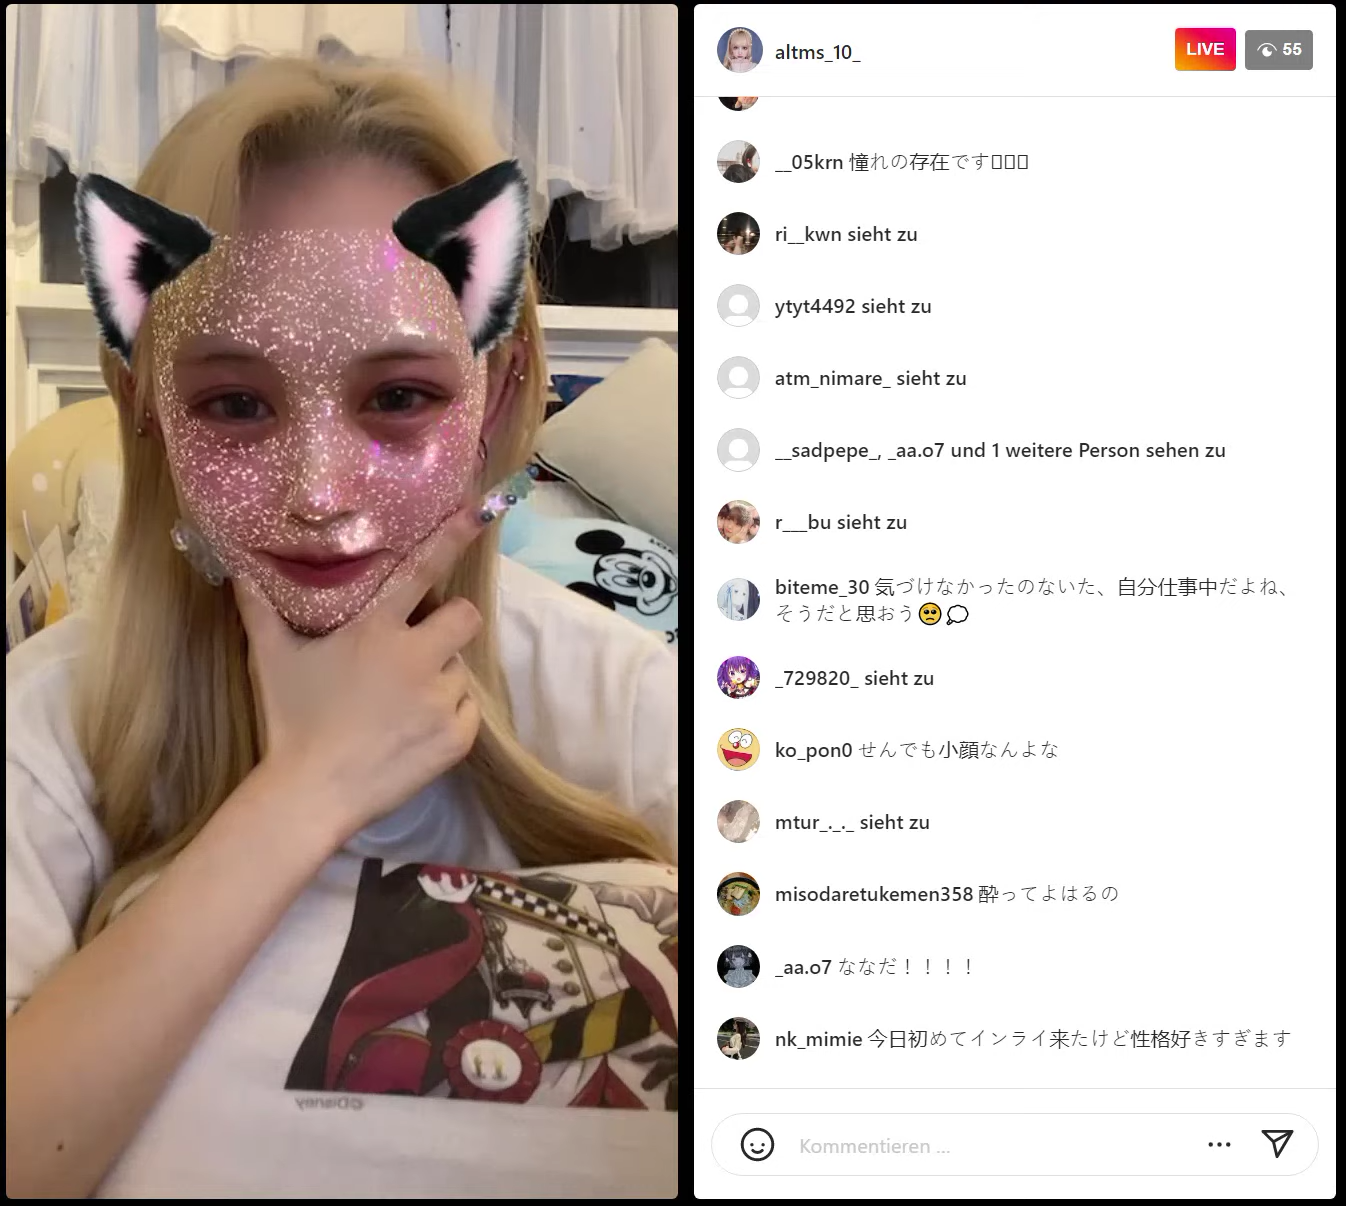 altms_10_
LIVE
55
__05krn 憧れの存在です▯▯▯
ri__kwn sieht zu
ytyt4492 sieht zu
atm_nimare_ sieht zu
__sadpepe_, _aa.o7 und 1 weitere Person sehen zu
r___bu sieht zu
biteme_30 気づけなかったのないた、自分仕事中だよね、
そうだと思おう🥺💭
_729820_ sieht zu
ko_pon0 せんでも小顔なんよな
mtur_._._ sieht zu
misodaretukemen358 酔ってよはるの
_aa.o7 ななだ！！！！
nk_mimie 今日初めてインライ来たけど性格好きすぎます
Kommentieren ...
©Disney